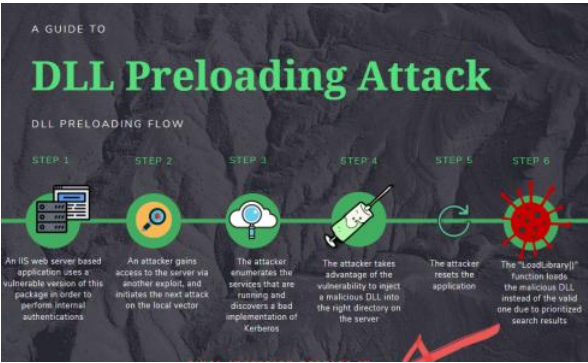 A GUIDE TO
DLL Preloading Attack
DLL PRELOADING FLOW
STEP 1
STEP 2
STEP 3
STEP 4
STEP 5
STEP 6
An IIS web server based
application uses a
vulnerable version of this
package in order to
perform internal
authentications
An attacker gains
access to the server via
another exploit, and
initiates the next attack
on the local vector
The attacker
enumerates the
services that are
running and
discovers a bad
implementation of
Kerberos
The attacker takes
advantage of the
vulnerability to inject
a malicious DLL into
the right directory on
the server
The attacker
resets the
application
The "LoadLibrary()"
function loads
the malicious DLL
instead of the valid
one due to prioritized
search results